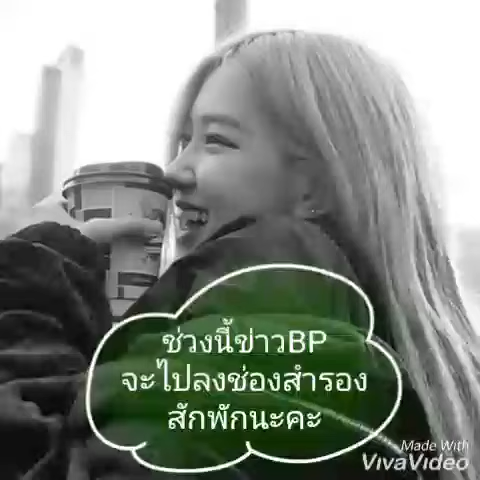 ช่วงนี้ข่าวBP
จะไปลงช่องสำรอง
สักพักนะคะ
Made With
VivaVideo